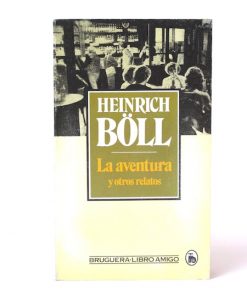 HEINRICH
BÖLL
La aventura
y otros relatos
BRUGUERA-LIBRO AMIGO